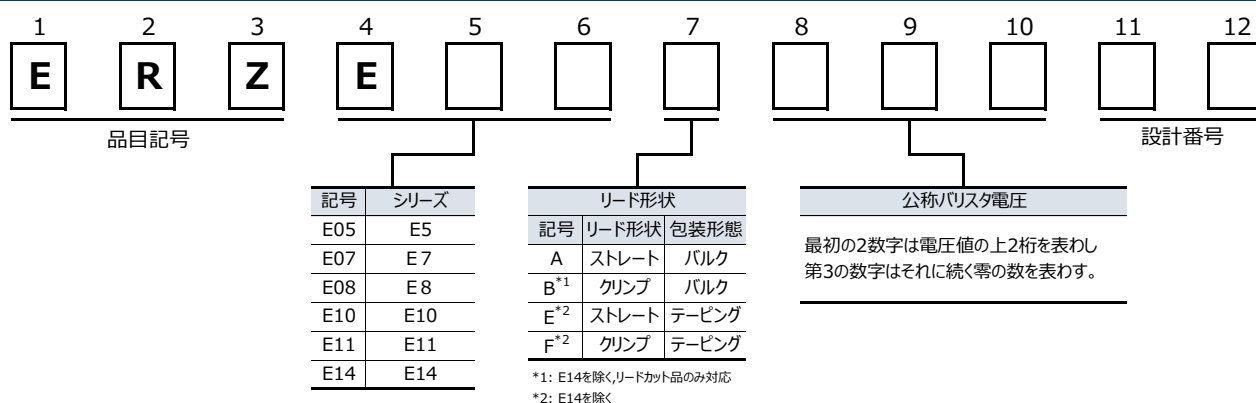 1 2 3 4 5 6 7 8 9 10 11 12
E R Z E
品目記号 設計番号
記号 シリーズ
E05 E5
E07 E7
E08 E8
E10 E10
E11 E11
E14 E14
リード形状
記号 リード形状 包装形態
A ストレート バルク
B*1 クリンプ バルク
E*2 ストレート テーピング
F*2 クリンプ テーピング
*1: E14を除く,リードカット品のみ対応
*2: E14を除く
公称バリスタ電圧
最初の2数字は電圧値の上2桁を表わし
第3の数字はそれに続く零の数を表わす。